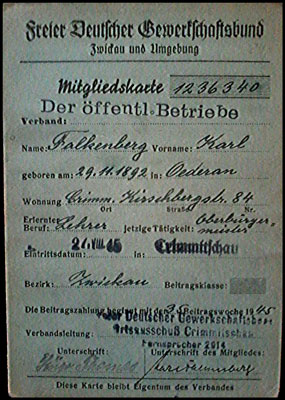 Freier Deutscher Gewerkschaftsbund
Zwickau und Umgebung
Mitgliedskarte 1236340
Der öffentl. Betriebe
Verband:
Name: Falkenberg Vorname: Karl
geboren am 29.11.1892 in Oederan
Wohnung Crimm. Kirschbergstr. 84
Ort Straße Nr.
Erlernter Beruf: Lehrer jetzige Tätigkeit: Oberbürgermeister
Eintrittsdatum: 21. VIII. 45 in: Crimmitschau
Bezirk: Zwickau Beitragsklasse:
Die Beitragszahlung beginnt mit der Beitragswoche 1945
Freier Deutscher Gewerkschaftsbund
Verbandsleitung: Ortsausschuß Crimmitschau
Fernsprecher 2614
Unterschrift: Unterschrift des Mitgliedes:
Diese Karte bleibt Eigentum des Verbandes